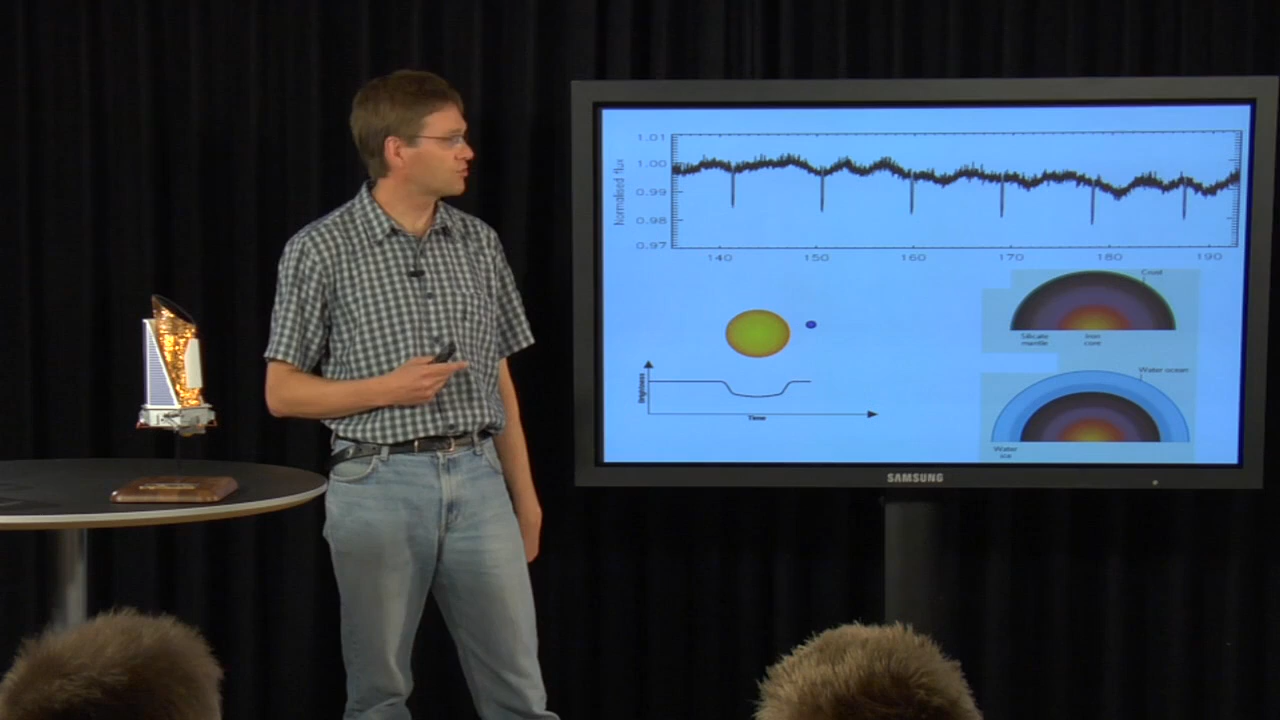 1.01
1.00
0.99
0.98
0.97
Normalised flux
140 150 160 170 180 190
Crust
Silicate
mantle
Iron
core
Brightness
Time
Water ocean
Water
ice
SAMSUNG